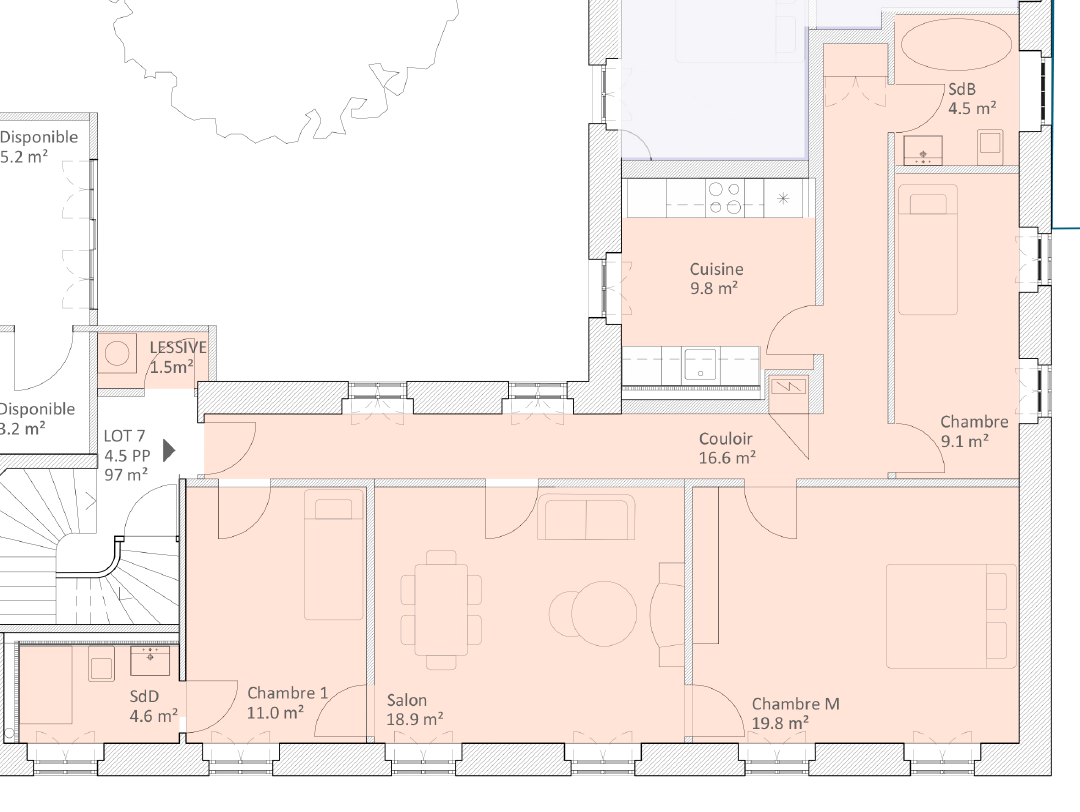 SdB
4.5 m²
Disponible
5.2 m²
Cuisine
9.8 m²
LESSIVE
1.5m²
Disponible
3.2 m²
LOT 7
4.5 PP
97 m²
Couloir
16.6 m²
Chambre
9.1 m²
SdD
4.6 m²
Chambre 1
11.0 m²
Salon
18.9 m²
Chambre M
19.8 m²